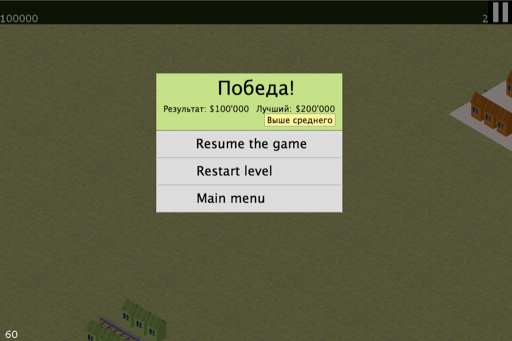 100000
2
Победа!
Результат: $100'000 Лучший: $200'000
Выше среднего
Resume the game
Restart level
Main menu
60